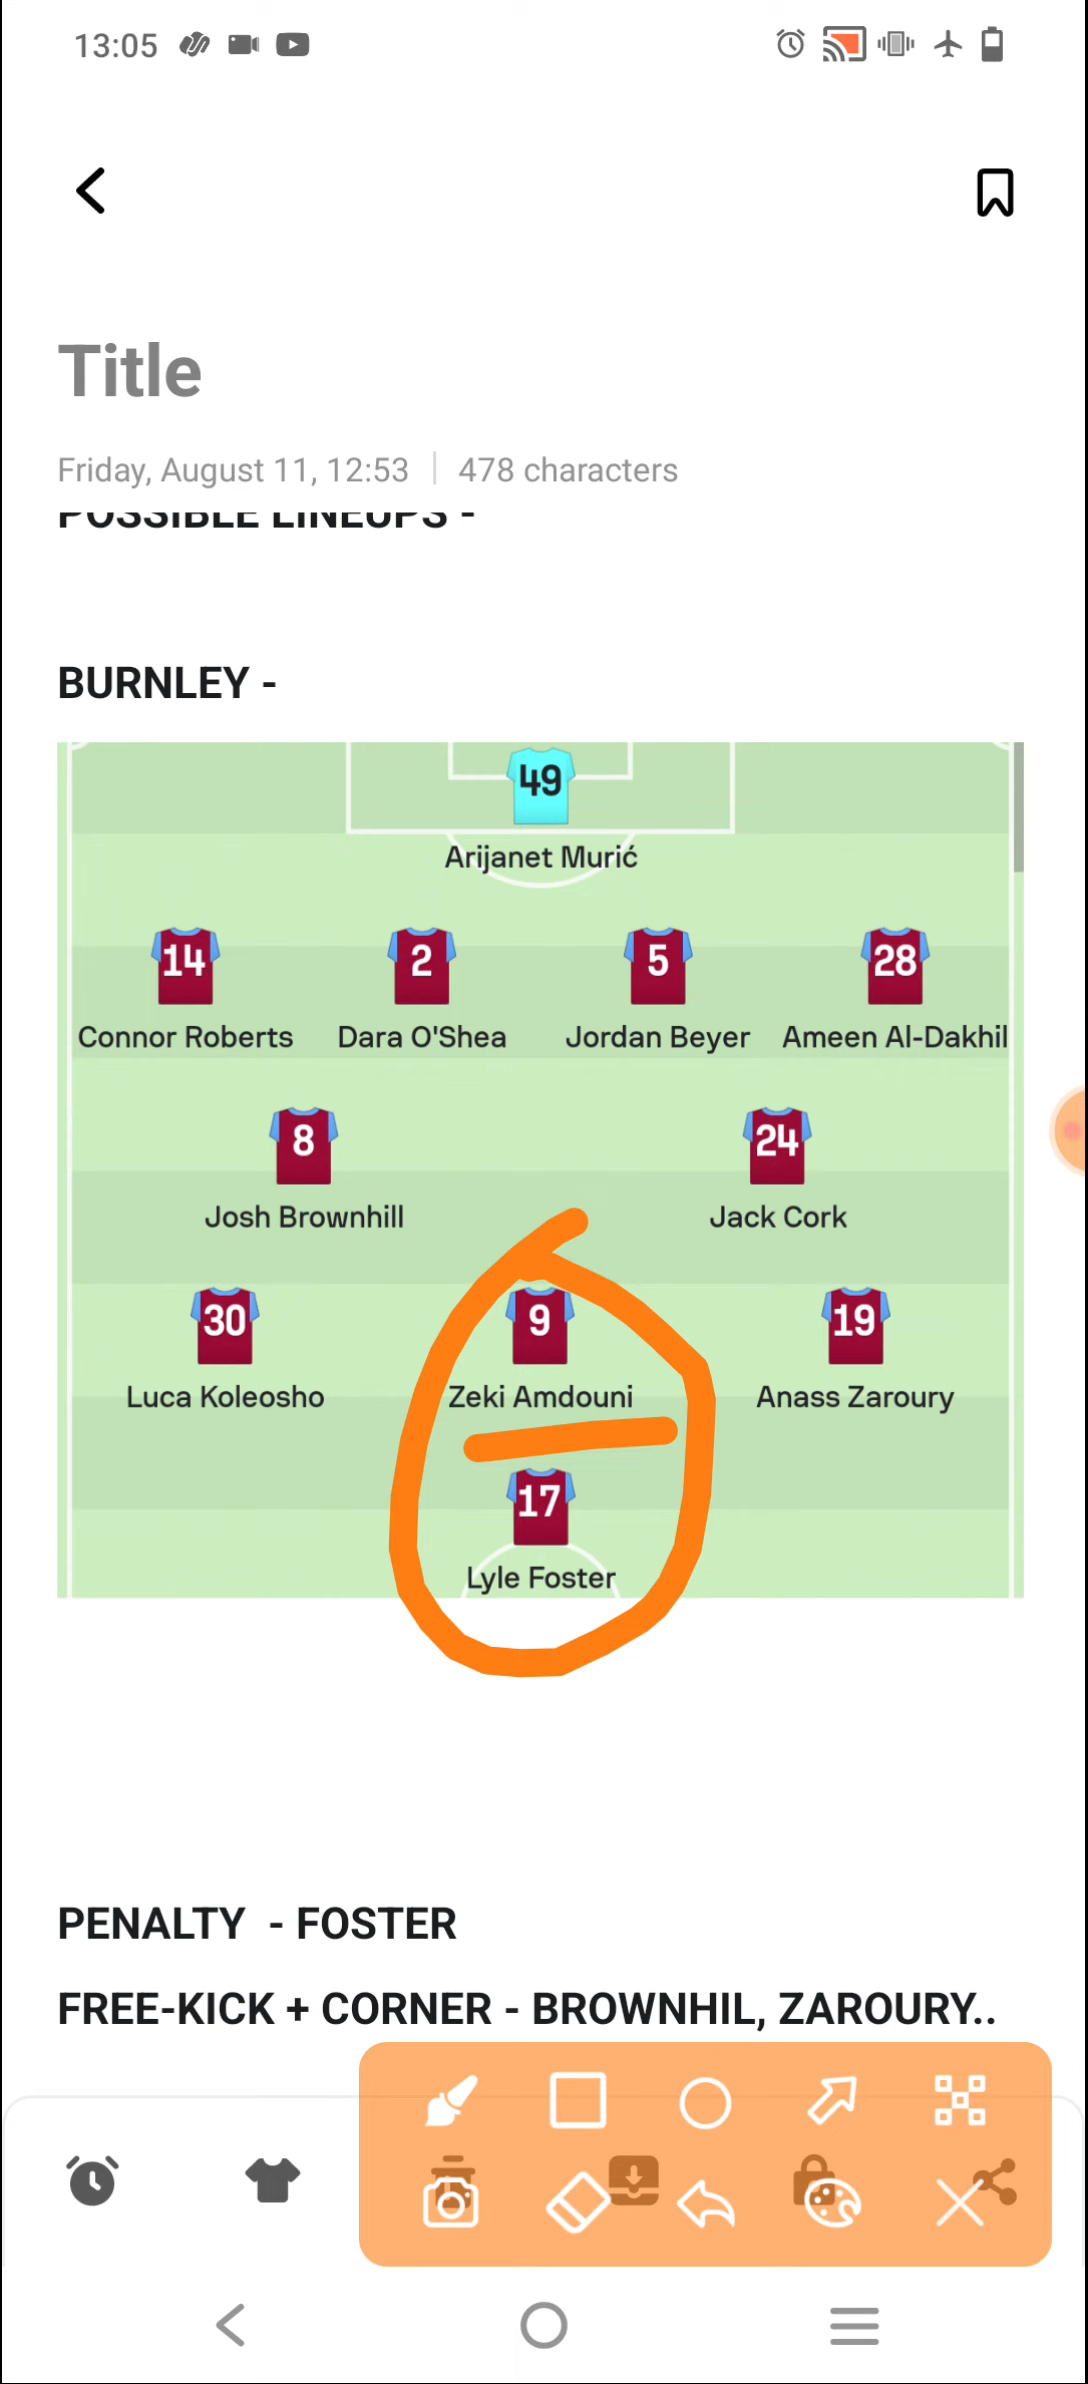 13:05
Title
Friday, August 11, 12:53 | 478 characters
POSSIBLE LINEUPS -
BURNLEY -
49
Arijanet Murić
14 2 5 28
Connor Roberts Dara O'Shea Jordan Beyer Ameen Al-Dakhil
8 24
Josh Brownhill Jack Cork
30 9 19
Luca Koleosho Zeki Amdouni Anass Zaroury
17
Lyle Foster
PENALTY - FOSTER
FREE-KICK + CORNER - BROWNHIL, ZAROURY..